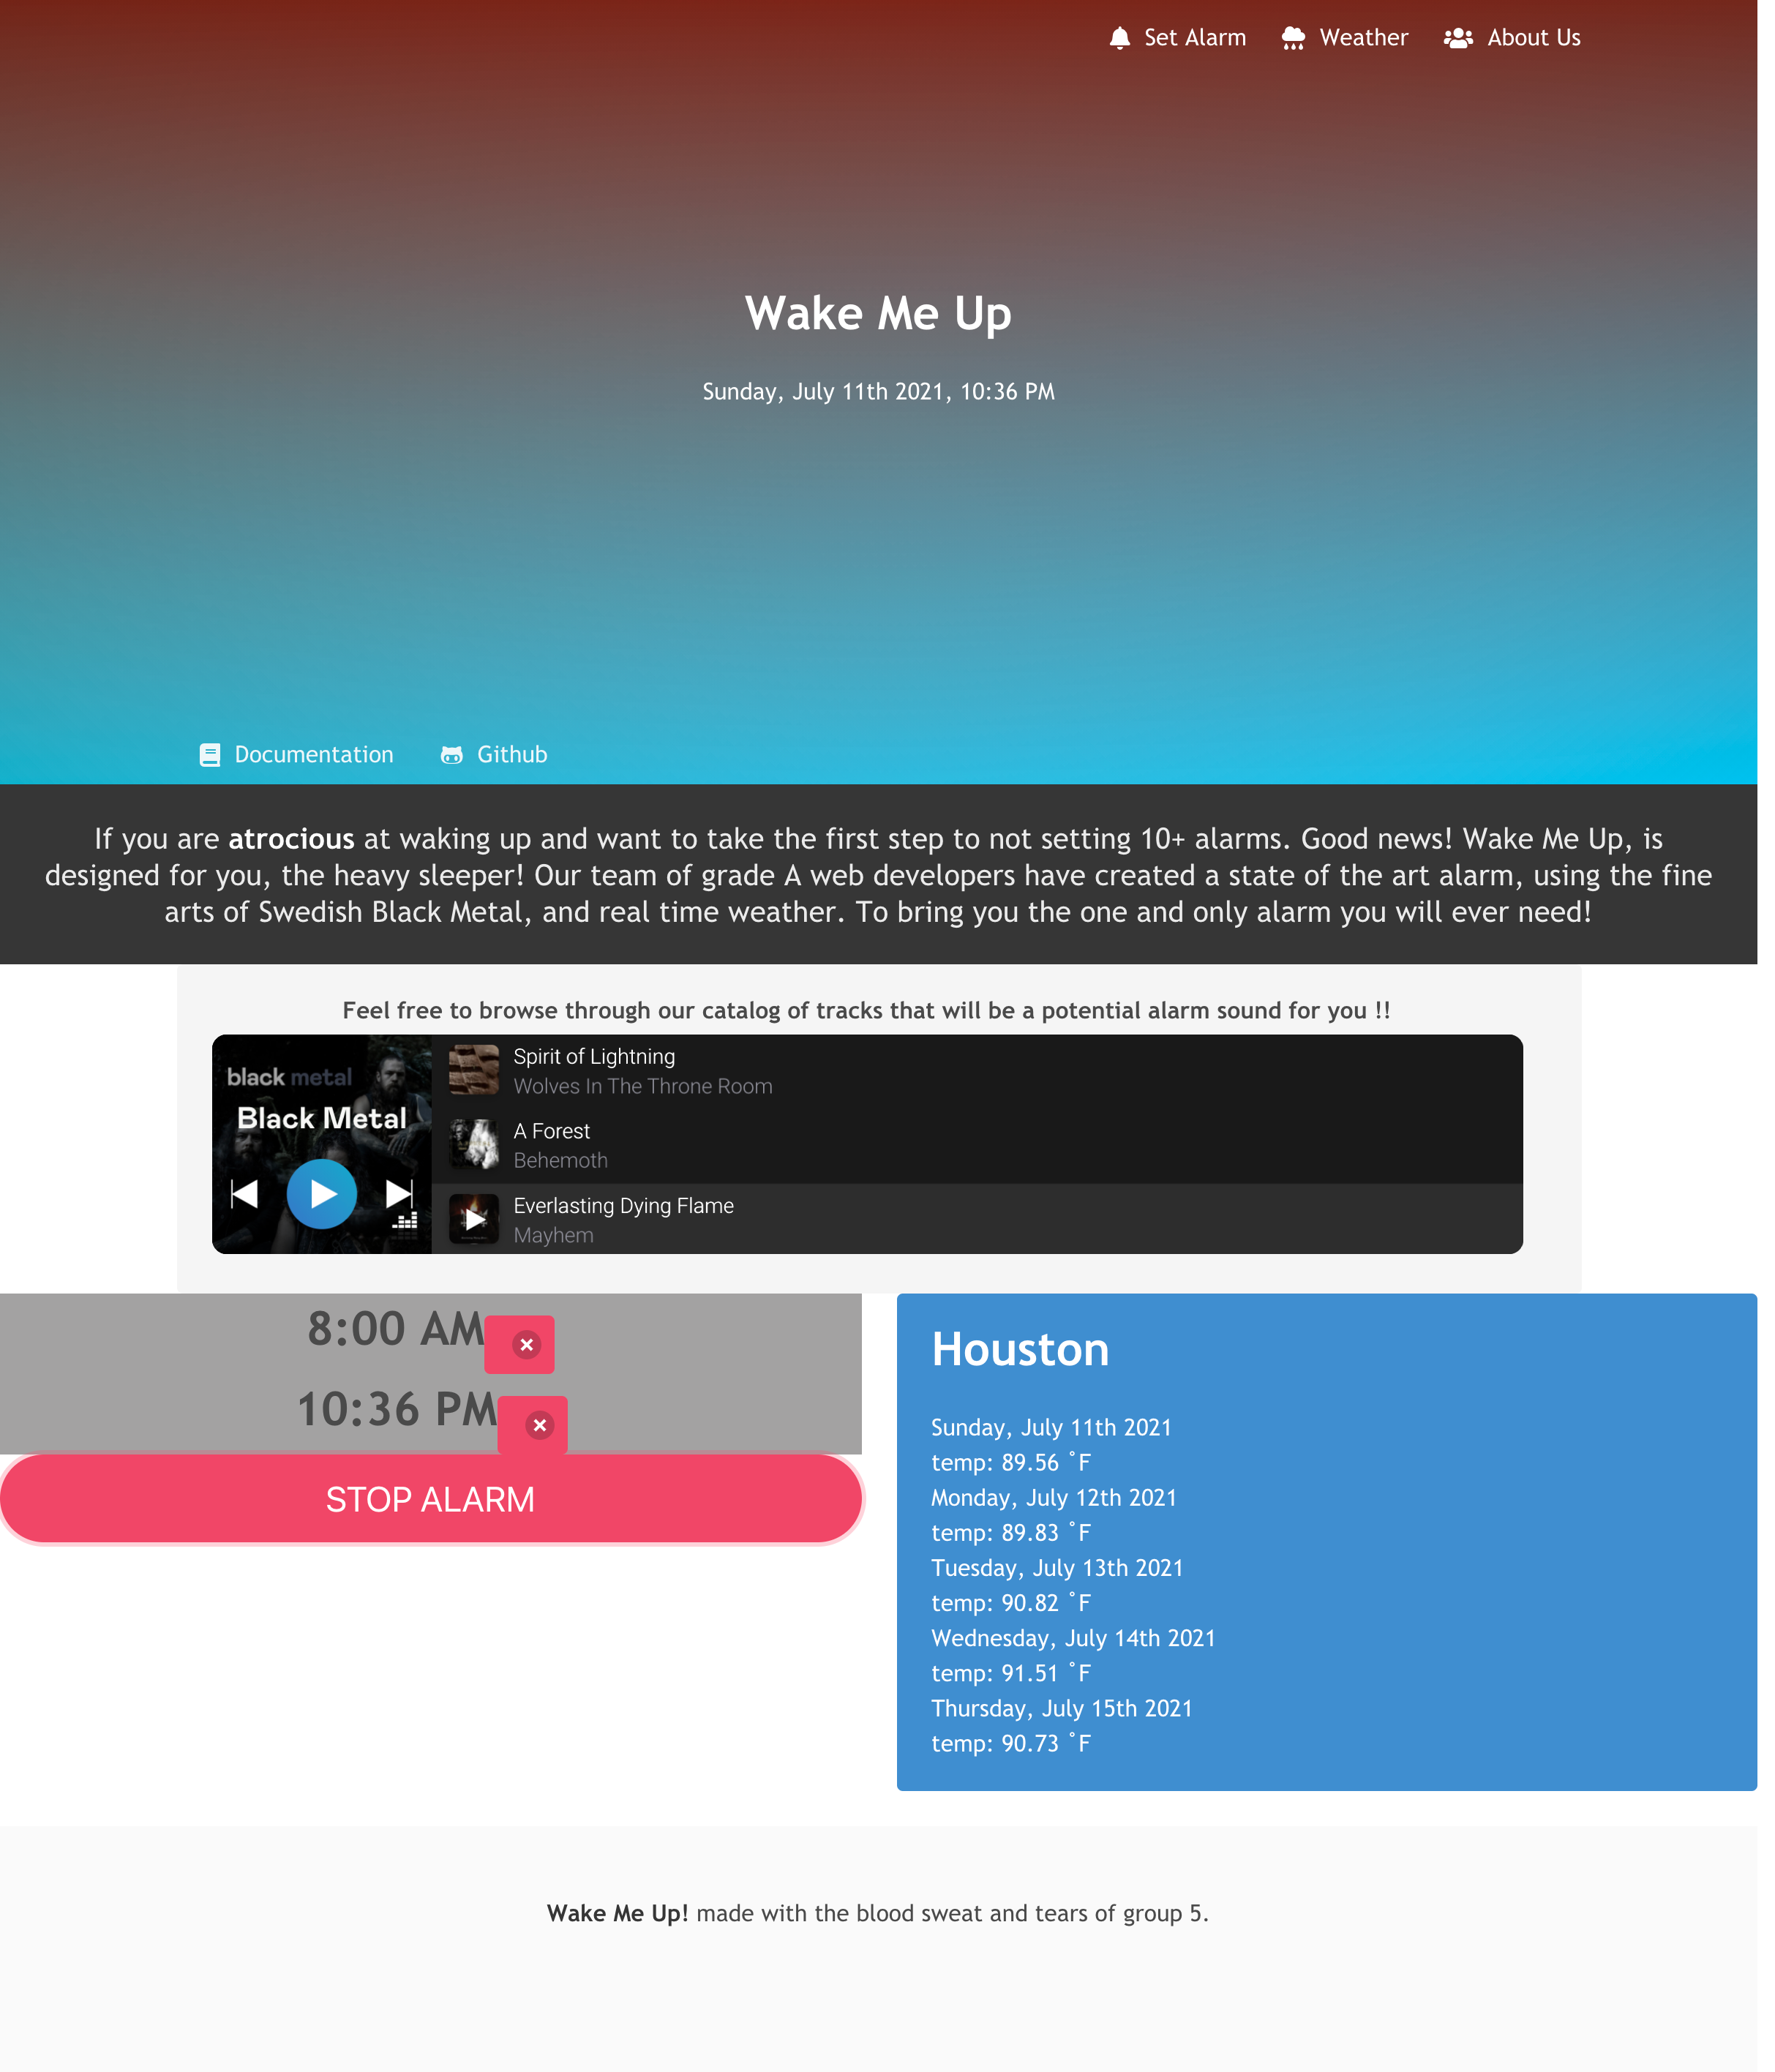 Set Alarm Weather About Us
Wake Me Up
Sunday, July 11th 2021, 10:36 PM
Documentation Github
If you are atrocious at waking up and want to take the first step to not setting 10+ alarms. Good news! Wake Me Up, is
designed for you, the heavy sleeper! Our team of grade A web developers have created a state of the art alarm, using the fine
arts of Swedish Black Metal, and real time weather. To bring you the one and only alarm you will ever need!
Feel free to browse through our catalog of tracks that will be a potential alarm sound for you !!
black metal
Black Metal
Spirit of Lightning
Wolves In The Throne Room
A Forest
Behemoth
Everlasting Dying Flame
Mayhem
8:00 AM
10:36 PM
STOP ALARM
Houston
Sunday, July 11th 2021
temp: 89.56 ˚F
Monday, July 12th 2021
temp: 89.83 ˚F
Tuesday, July 13th 2021
temp: 90.82 ˚F
Wednesday, July 14th 2021
temp: 91.51 ˚F
Thursday, July 15th 2021
temp: 90.73 ˚F
Wake Me Up! made with the blood sweat and tears of group 5.